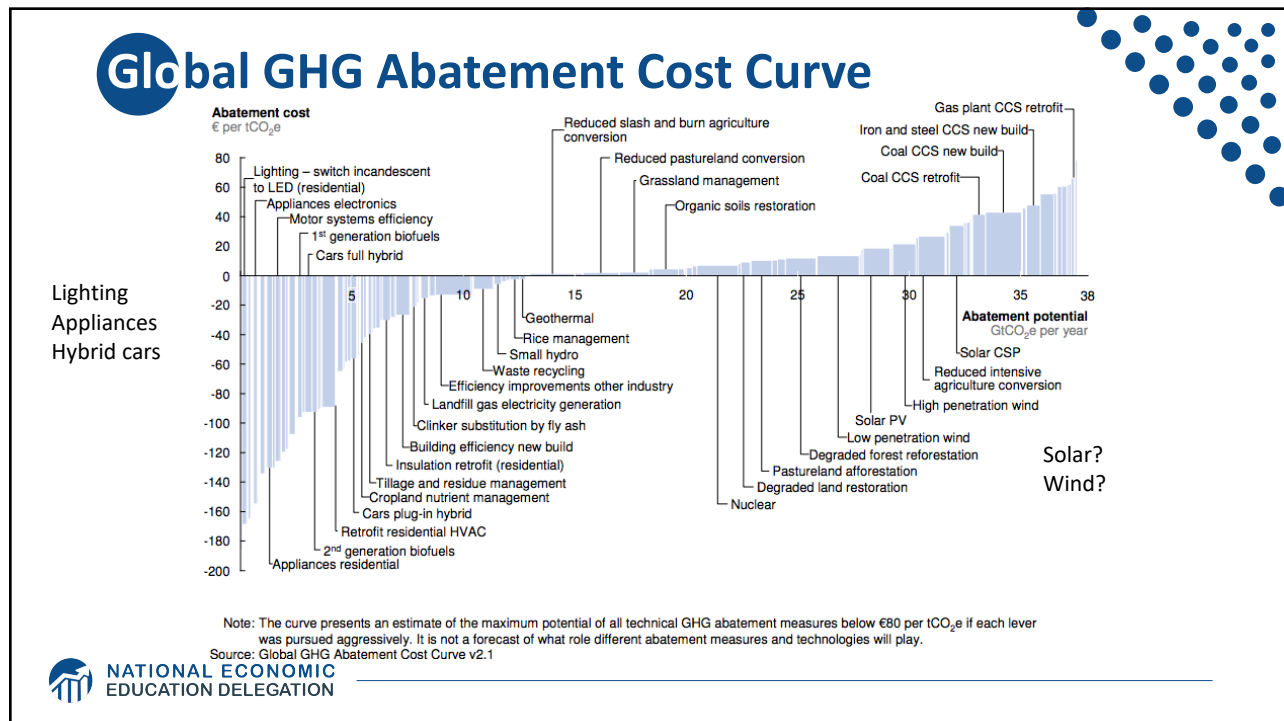 Global GHG Abatement Cost Curve
Abatement cost
€ per tCO2e
80
60
40
20
0
-20
-40
-60
-80
-100
-120
-140
-160
-180
-200
Lighting – switch incandescent
to LED (residential)
Appliances electronics
Motor systems efficiency
1st generation biofuels
Cars full hybrid
Reduced slash and burn agriculture
conversion
Reduced pastureland conversion
Grassland management
Organic soils restoration
Gas plant CCS retrofit
Iron and steel CCS new build
Coal CCS new build
Coal CCS retrofit
5
10
15
20
25
30
35
38
Abatement potential
GtCO2e per year
Lighting
Appliances
Hybrid cars
Geothermal
Rice management
Small hydro
Waste recycling
Efficiency improvements other industry
Landfill gas electricity generation
Clinker substitution by fly ash
Building efficiency new build
Insulation retrofit (residential)
Tillage and residue management
Cropland nutrient management
Cars plug-in hybrid
Retrofit residential HVAC
2nd generation biofuels
Appliances residential
Solar CSP
Reduced intensive
agriculture conversion
High penetration wind
Solar PV
Low penetration wind
Degraded forest reforestation
Pastureland afforestation
Degraded land restoration
Nuclear
Solar?
Wind?
Note: The curve presents an estimate of the maximum potential of all technical GHG abatement measures below €80 per tCO2e if each lever
was pursued aggressively. It is not a forecast of what role different abatement measures and technologies will play.
Source: Global GHG Abatement Cost Curve v2.1
NATIONAL ECONOMIC
EDUCATION DELEGATION